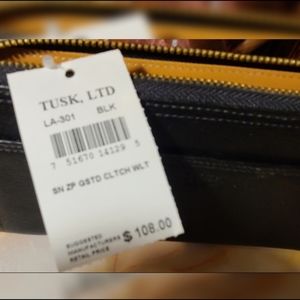 TUSK, LTD
LA-301 BLK
7 51670 14129 5
SN ZP GSTD CLTCH WLT
SUGGESTED
MANUFACTURERS $ 108.00
RETAIL PRICE